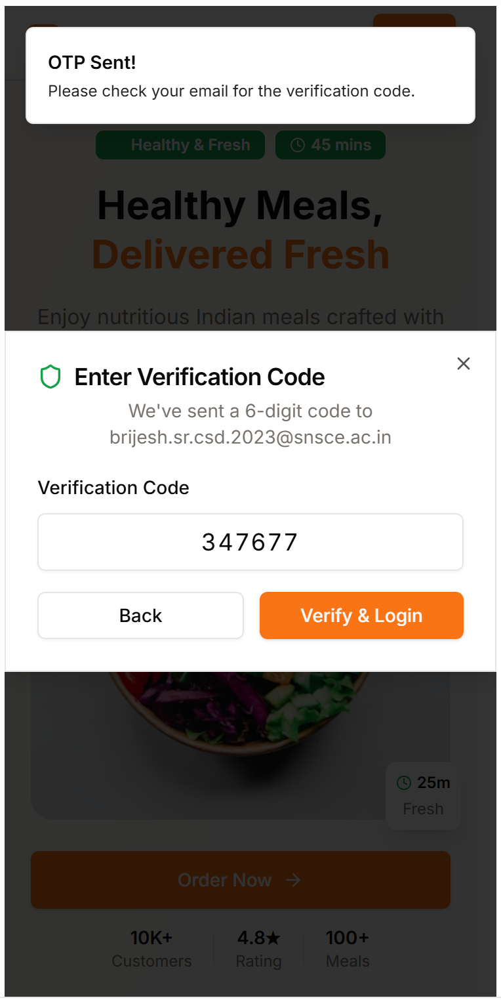 OTP Sent!
Please check your email for the verification code.
Healthy & Fresh
45 mins
Healthy Meals,
Delivered Fresh
Enjoy nutritious Indian meals crafted with
Enter Verification Code
We've sent a 6-digit code to
brijesh.sr.csd.2023@snsce.ac.in
Verification Code
347677
Back
Verify & Login
25m
Fresh
Order Now →
10K+
Customers
4.8★
Rating
100+
Meals